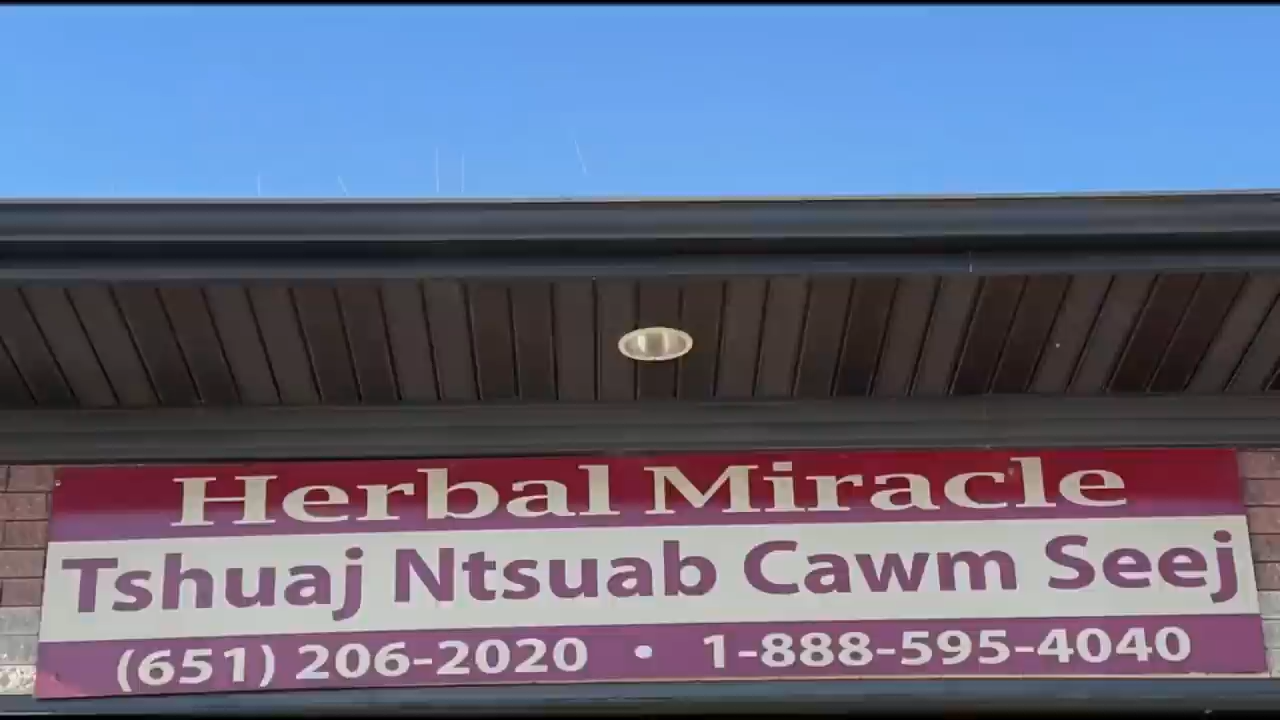 Herbal Miracle
Tshuaj Ntsuab Cawm Seej
(651) 206-2020 • 1-888-595-4040